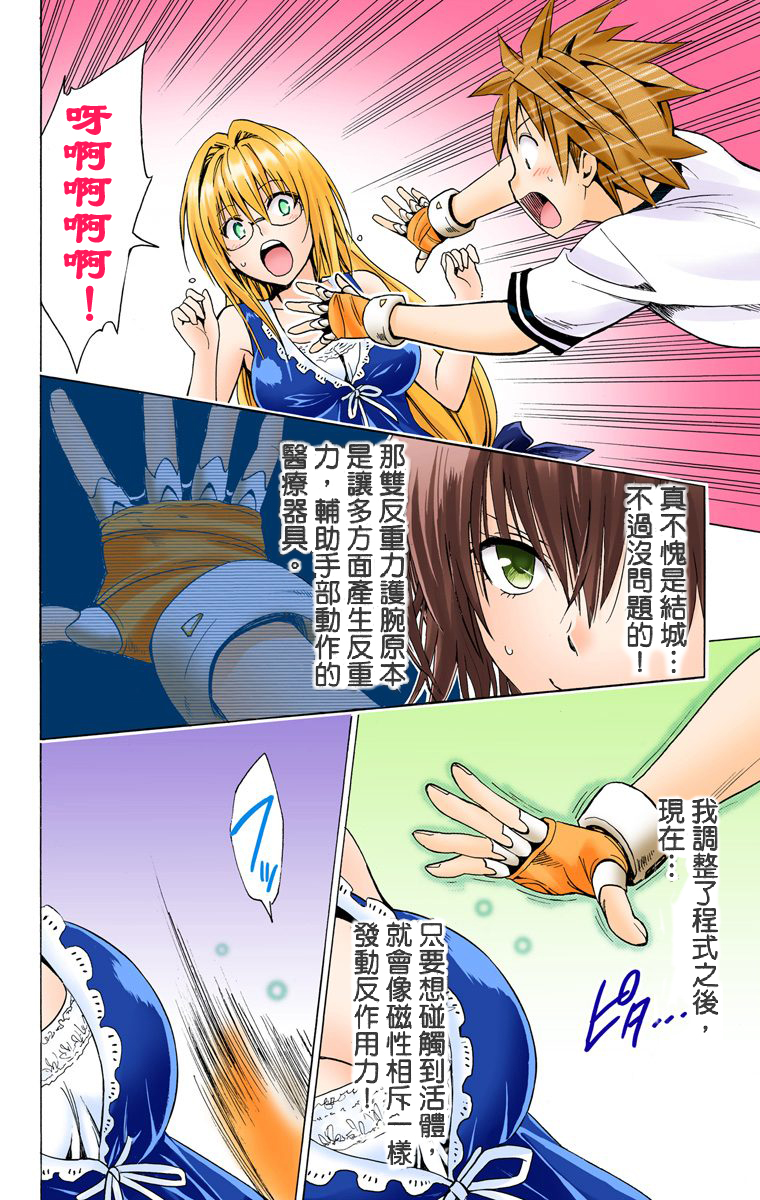 呀啊啊啊啊！
真不愧是結城…
不過沒問題的！
那雙反重力護腕原本
是讓多方面產生反重
力，輔助手部動作的
醫療器具。
我調整了程式之後，
現在…
ピタ…
只要想碰觸到活體，
就會像磁性相斥一樣
發動反作用力！
フッ